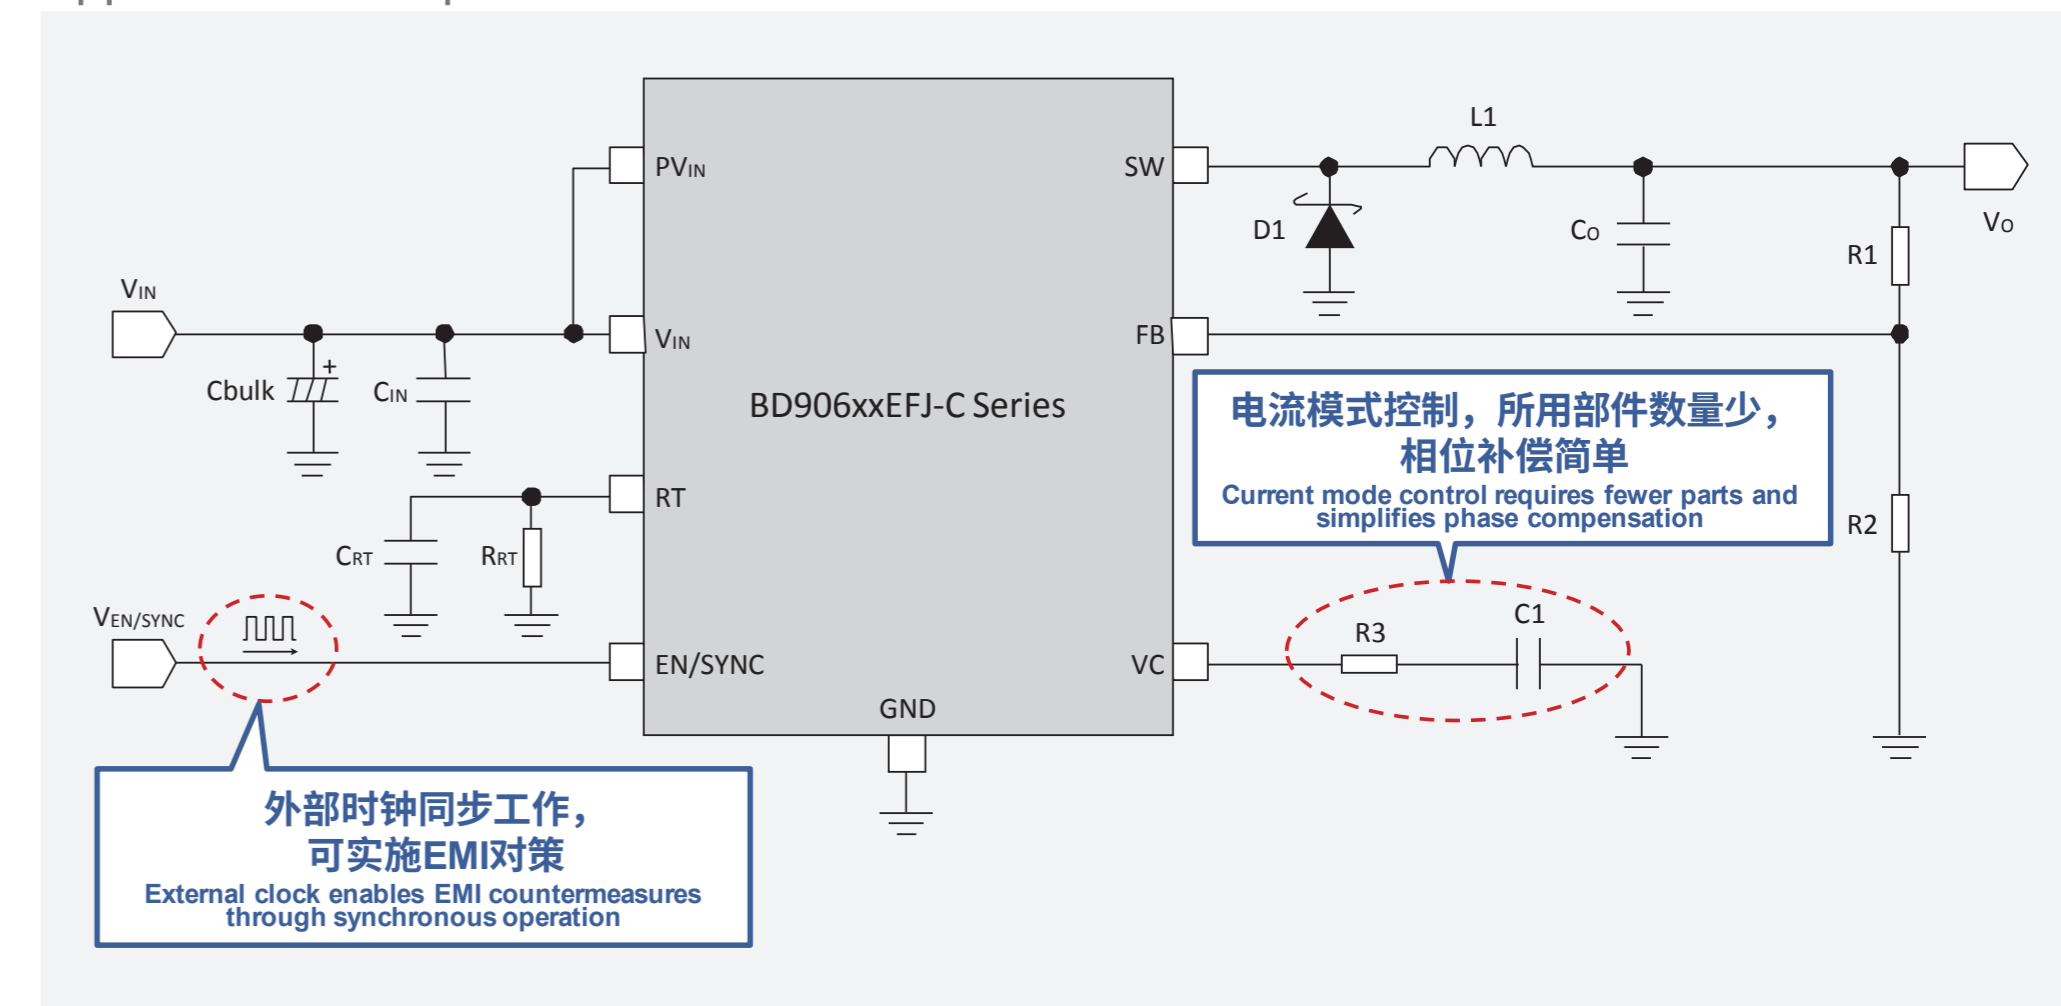 L1
PVIN
SW
D1
CO
VO
R1
VIN
VIN
FB
+
Cbulk
CIN
BD906xxEFJ-C Series
电流模式控制，所用部件数量少，
相位补偿简单
Current mode control requires fewer parts and
simplifies phase compensation
RT
R2
CRT
RRT
VEN/SYNC
R3
C1
EN/SYNC
VC
GND
外部时钟同步工作，
可实施EMI对策
External clock enables EMI countermeasures
through synchronous operation